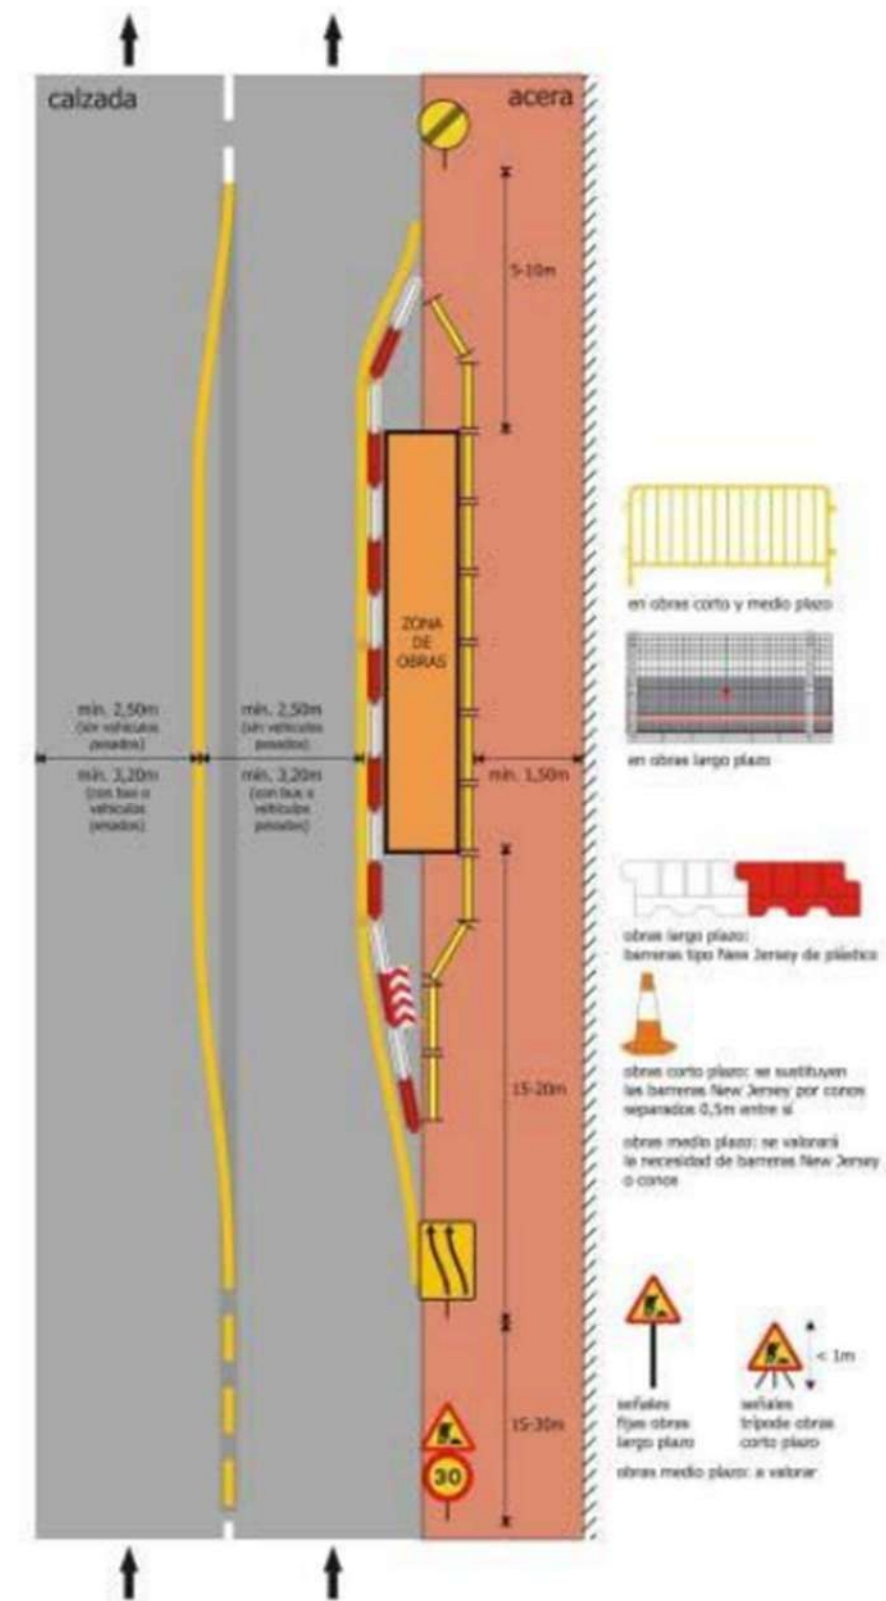 calzada
acera
5-10m
ZONA
DE
OBRAS
mín. 2,50m
(sin vehículos
pesados)
mín. 3,20m
(con bus o
vehículos
pesados)
mín. 2,50m
(sin vehículos
pesados)
mín. 3,20m
(con bus o
vehículos
pesados)
mín. 1,50m
15-20m
15-30m
30
en obras corto y medio plazo
en obras largo plazo
obras largo plazo:
barreras tipo New Jersey de plástico
obras corto plazo: se sustituyen
las barreras New Jersey por conos
separados 0,5m entre sí
obras medio plazo: se valorará
la necesidad de barreras New Jersey
o conos
< 1m
señales
fijas obras
largo plazo
señales
trípode obras
corto plazo
obras medio plazo: a valorar